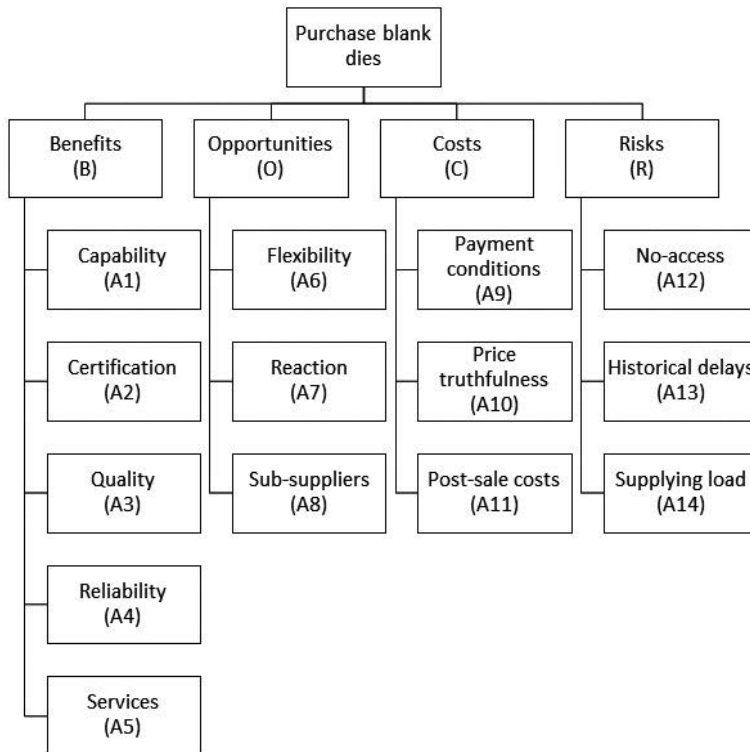 Purchase blank
dies
Benefits
(B)
Opportunities
(O)
Costs
(C)
Risks
(R)
Capability
(A1)
Certification
(A2)
Quality
(A3)
Reliability
(A4)
Services
(A5)
Flexibility
(A6)
Reaction
(A7)
Sub-suppliers
(A8)
Payment
conditions
(A9)
Price
truthfulness
(A10)
Post-sale costs
(A11)
No-access
(A12)
Historical delays
(A13)
Supplying load
(A14)